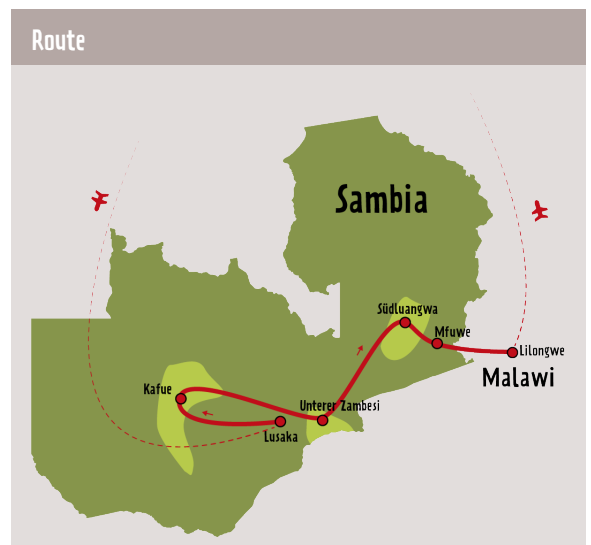 Route
Sambia
Südluangwa
Mfuwe
Lilongwe
Malawi
Kafue
Unterer Zambesi
Lusaka